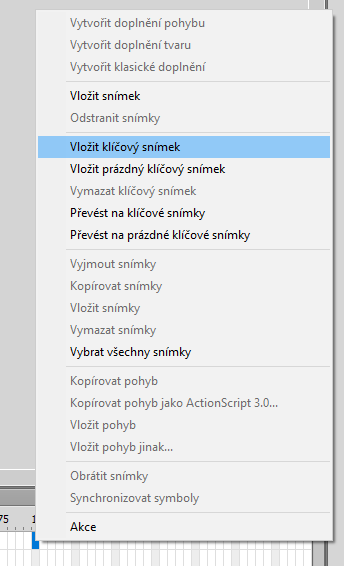 Vytvořit doplnění pohybu
Vytvořit doplnění tvaru
Vytvořit klasické doplnění
Vložit snímek
Odstranit snímky
Vložit klíčový snímek
Vložit prázdný klíčový snímek
Vymazat klíčový snímek
Převést na klíčové snímky
Převést na prázdné klíčové snímky
Vyjmout snímky
Kopírovat snímky
Vložit snímky
Vymazat snímky
Vybrat všechny snímky
Kopírovat pohyb
Kopírovat pohyb jako ActionScript 3.0...
Vložit pohyb
Vložit pohyb jinak...
Obrátit snímky
Synchronizovat symboly
Akce
75